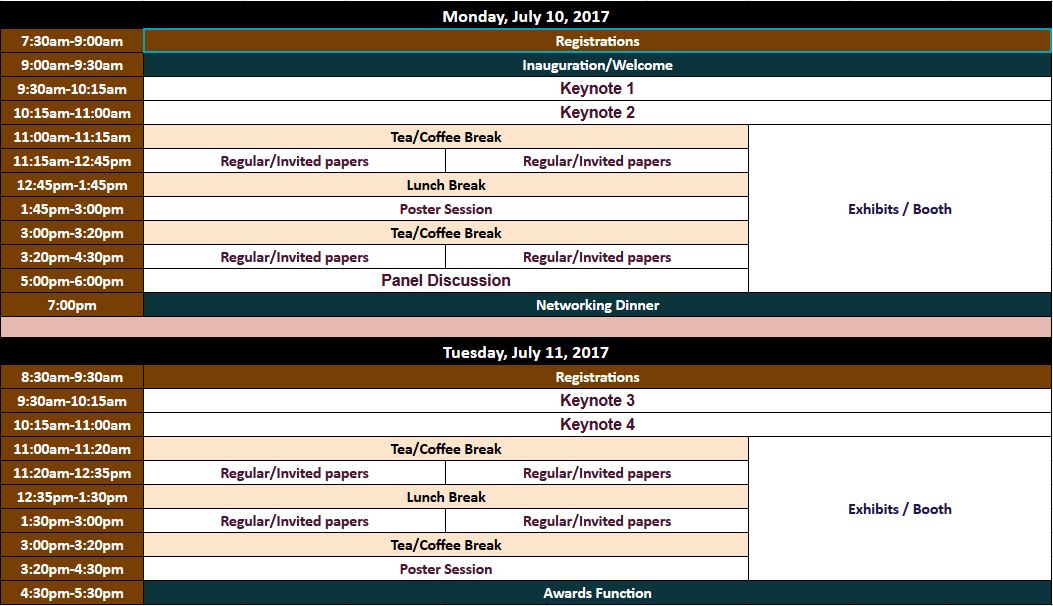 Monday, July 10, 2017
7:30am-9:00am Registrations
9:00am-9:30am Inauguration/Welcome
9:30am-10:15am Keynote 1
10:15am-11:00am Keynote 2
11:00am-11:15am Tea/Coffee Break
11:15am-12:45pm Regular/Invited papers Regular/Invited papers
12:45pm-1:45pm Lunch Break
1:45pm-3:00pm Poster Session Exhibits / Booth
3:00pm-3:20pm Tea/Coffee Break
3:20pm-4:30pm Regular/Invited papers Regular/Invited papers
5:00pm-6:00pm Panel Discussion
7:00pm Networking Dinner
Tuesday, July 11, 2017
8:30am-9:30am Registrations
9:30am-10:15am Keynote 3
10:15am-11:00am Keynote 4
11:00am-11:20am Tea/Coffee Break
11:20am-12:35pm Regular/Invited papers Regular/Invited papers
12:35pm-1:30pm Lunch Break
Exhibits / Booth
1:30pm-3:00pm Regular/Invited papers Regular/Invited papers
3:00pm-3:20pm Tea/Coffee Break
3:20pm-4:30pm Poster Session
4:30pm-5:30pm Awards Function